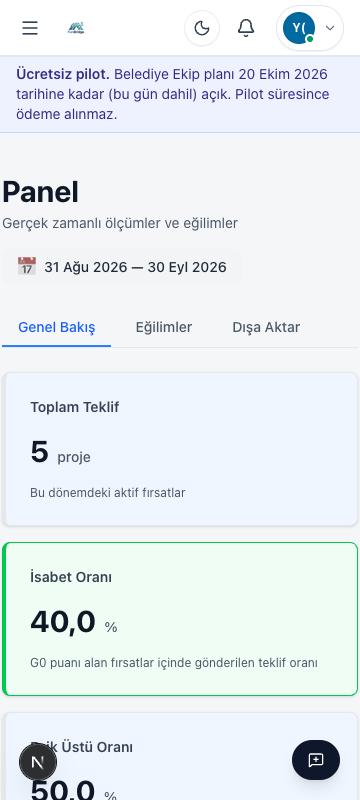 Y(
Ücretsiz pilot. Belediye Ekip planı 20 Ekim 2026
tarihine kadar (bu gün dahil) açık. Pilot süresince
ödeme alınmaz.
Panel
Gerçek zamanlı ölçümler ve eğilimler
31 Ağu 2026 — 30 Eyl 2026
Genel Bakış Eğilimler Dışa Aktar
Toplam Teklif
5 proje
Bu dönemdeki aktif fırsatlar
İsabet Oranı
40,0 %
G0 puanı alan fırsatlar içinde gönderilen teklif oranı
Üstü Oranı
N
50,0 %